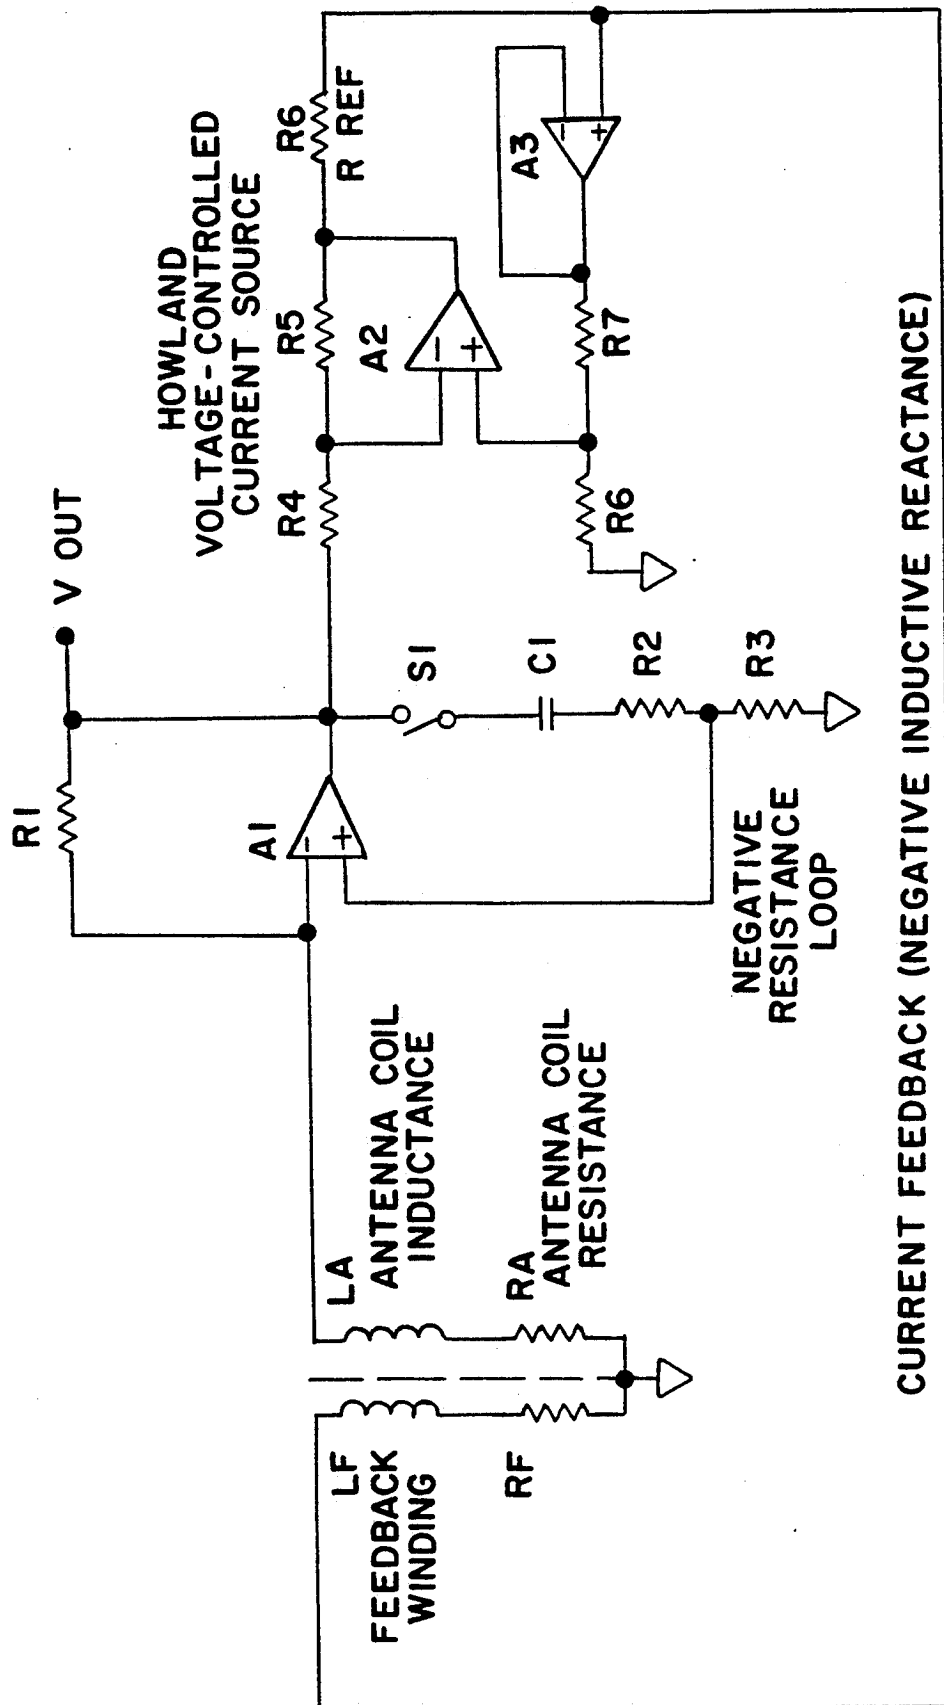 CURRENT FEEDBACK (NEGATIVE INDUCTIVE REACTANCE)
LF
FEEDBACK
WINDING
RF
LA
ANTENNA COIL
INDUCTANCE
RA
ANTENNA COIL
RESISTANCE
R1
V OUT
A1
−
+
S1
C1
R2
R3
NEGATIVE
RESISTANCE
LOOP
HOWLAND
VOLTAGE-CONTROLLED
CURRENT SOURCE
R4
R5
R6
R REF
A2
−
+
R6
R7
A3
−
+